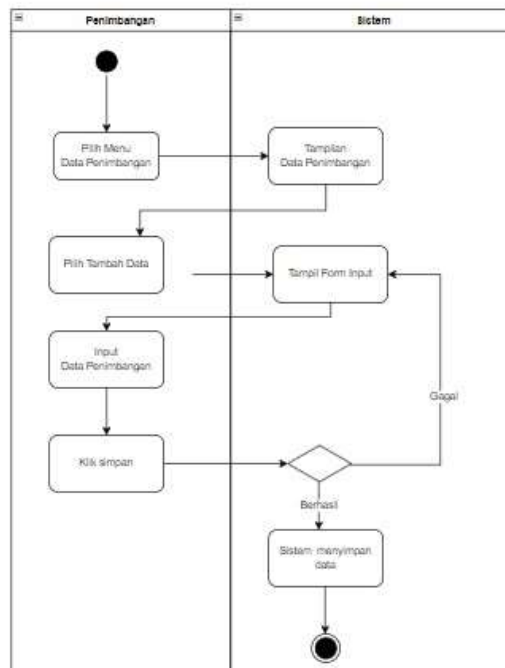 Penimbangan
Sistem
Pilih Menu
Data Penimbangan
Tampilan
Data Penimbangan
Pilih Tambah Data
Tampil Form Input
Input
Data Penimbangan
Gagal
Klik simpan
Berhasil
Sistem menyimpan
data